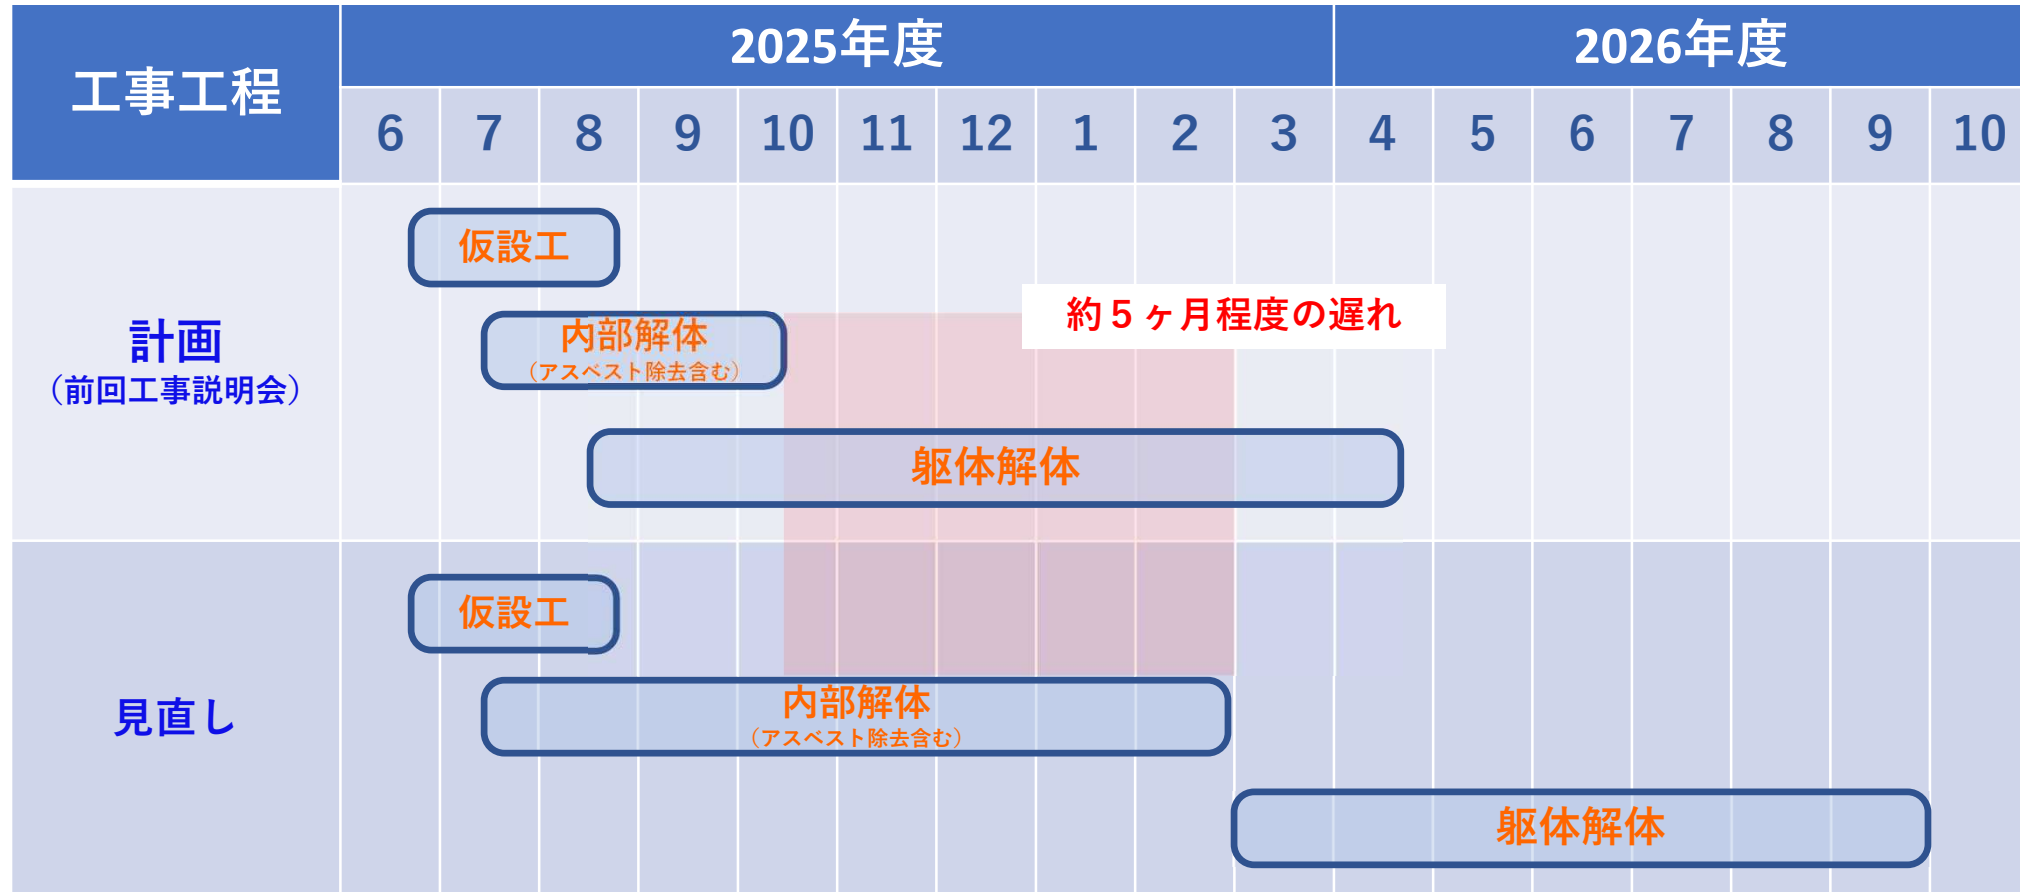 工事工程
2025年度
2026年度
6 7 8 9 10 11 12 1 2 3 4 5 6 7 8 9 10
計画
（前回工事説明会）
仮設工
内部解体
（アスベスト除去含む）
約５ヶ月程度の遅れ
躯体解体
見直し
仮設工
内部解体
（アスベスト除去含む）
躯体解体